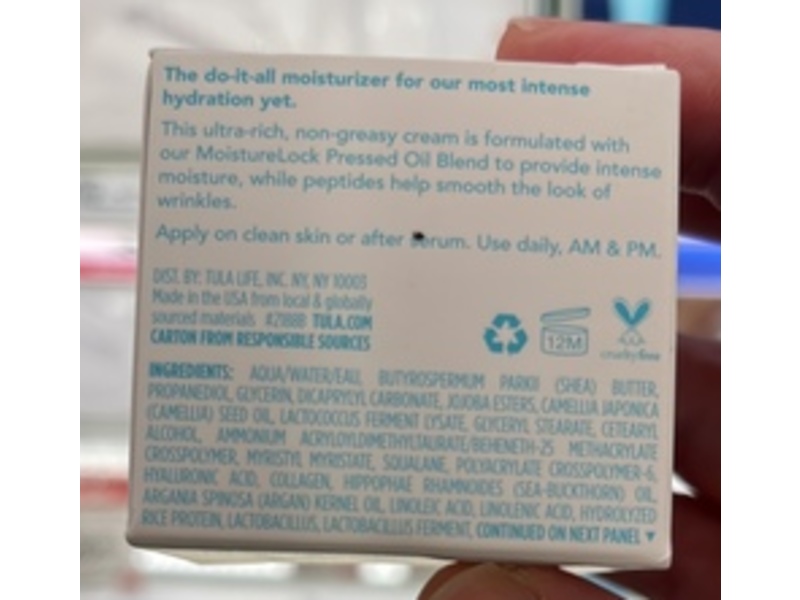 The do-it-all moisturizer for our most intense
hydration yet.
This ultra-rich, non-greasy cream is formulated with
our MoistureLock Pressed Oil Blend to provide intense
moisture, while peptides help smooth the look of
wrinkles.
Apply on clean skin or after serum. Use daily, AM & PM.
DIST. BY: TULA LIFE, INC. NY, NY 10003
Made in the USA from local & globally
sourced materials #2188B TULA.COM
CARTON FROM RESPONSIBLE SOURCES
12M
crueltyfree
INGREDIENTS: AQUA/WATER/EAU, BUTYROSPERMUM PARKII (SHEA) BUTTER,
PROPANEDIOL, GLYCERIN, DICAPRYLYL CARBONATE, JOJOBA ESTERS, CAMELLIA JAPONICA
(CAMELLIA) SEED OIL, LACTOCOCCUS FERMENT LYSATE, GLYCERYL STEARATE, CETEARYL
ALCOHOL, AMMONIUM ACRYLOYLDIMETHYLTAURATE/BEHENETH-25 METHACRYLATE
CROSSPOLYMER, MYRISTYL MYRISTATE, SQUALANE, POLYACRYLATE CROSSPOLYMER-6,
HYALURONIC ACID, COLLAGEN, HIPPOPHAE RHAMNOIDES (SEA-BUCKTHORN) OIL,
ARGANIA SPINOSA (ARGAN) KERNEL OIL, LINOLEIC ACID, LINOLENIC ACID, HYDROLYZED
RICE PROTEIN, LACTOBACILLUS, LACTOBACILLUS FERMENT, CONTINUED ON NEXT PANEL